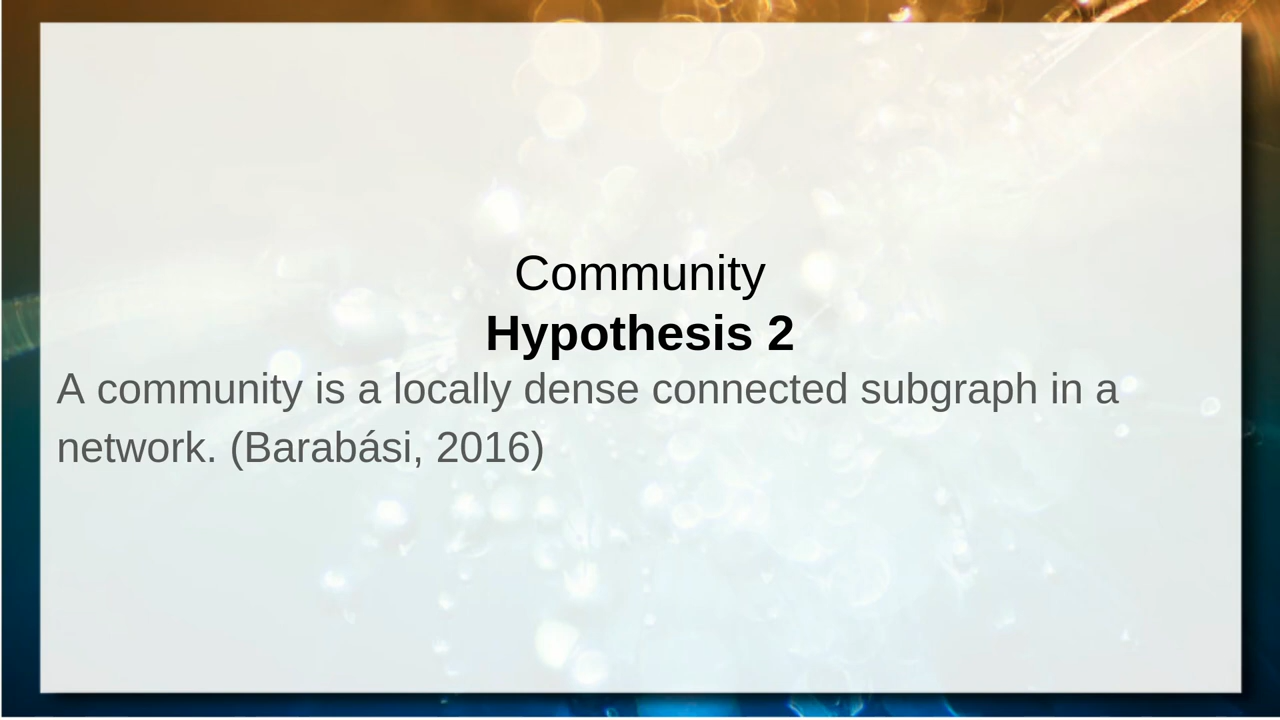 Community
Hypothesis 2
A community is a locally dense connected subgraph in a
network. (Barabási, 2016)